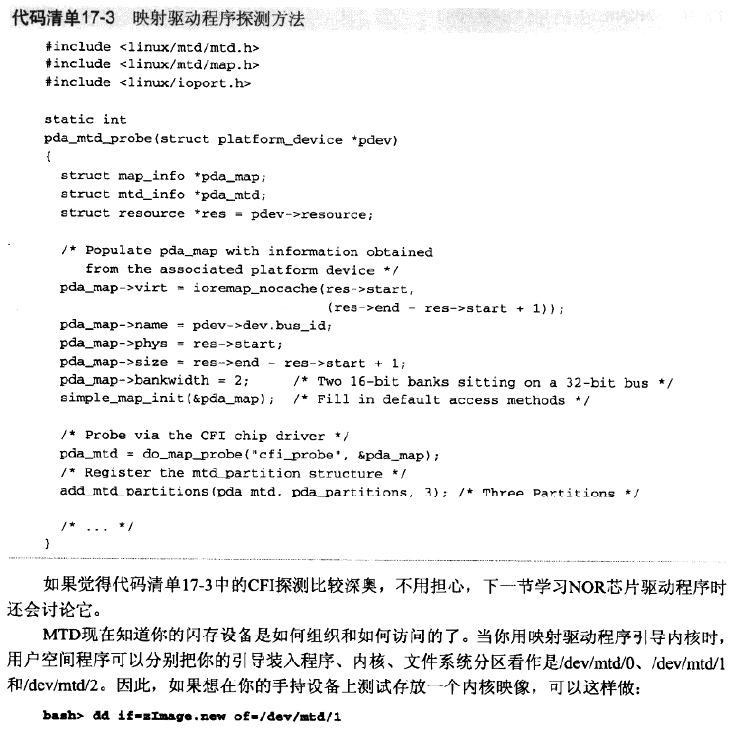 代码清单17-3 映射驱动程序探测方法
#include <linux/mtd/mtd.h>
#include <linux/mtd/map.h>
#include <linux/ioport.h>
static int
pda_mtd_probe(struct platform_device *pdev)
{
struct map_info *pda_map;
struct mtd_info *pda_mtd;
struct resource *res = pdev->resource;
/* Populate pda_map with information obtained
from the associated platform device */
pda_map->virt = ioremap_nocache(res->start,
(res->end - res->start + 1));
pda_map->name = pdev->dev.bus_id;
pda_map->phys = res->start;
pda_map->size = res->end - res->start + 1;
pda_map->bankwidth = 2; /* Two 16-bit banks sitting on a 32-bit bus */
simple_map_init(&pda_map); /* Fill in default access methods */
/* Probe via the CFI chip driver */
pda_mtd = do_map_probe("cfi_probe", &pda_map);
/* Register the mtd_partition structure */
add_mtd_partitions(pda_mtd, pda_partitions, 3); /* Three Partitions */
/* ... */
}
如果觉得代码清单17-3中的CFI探测比较深奥，不用担心，下一节学习NOR芯片驱动程序时
还会讨论它。
MTD现在知道你的闪存设备是如何组织和如何访问的了。当你用映射驱动程序引导内核时，
用户空间程序可以分别把你的引导装入程序、内核、文件系统分区看作是/dev/mtd/0、/dev/mtd/1
和/dev/mtd/2。因此，如果想在你的手持设备上测试存放一个内核映像，可以这样做：
bash> dd if=zImage.new of=/dev/mtd/1